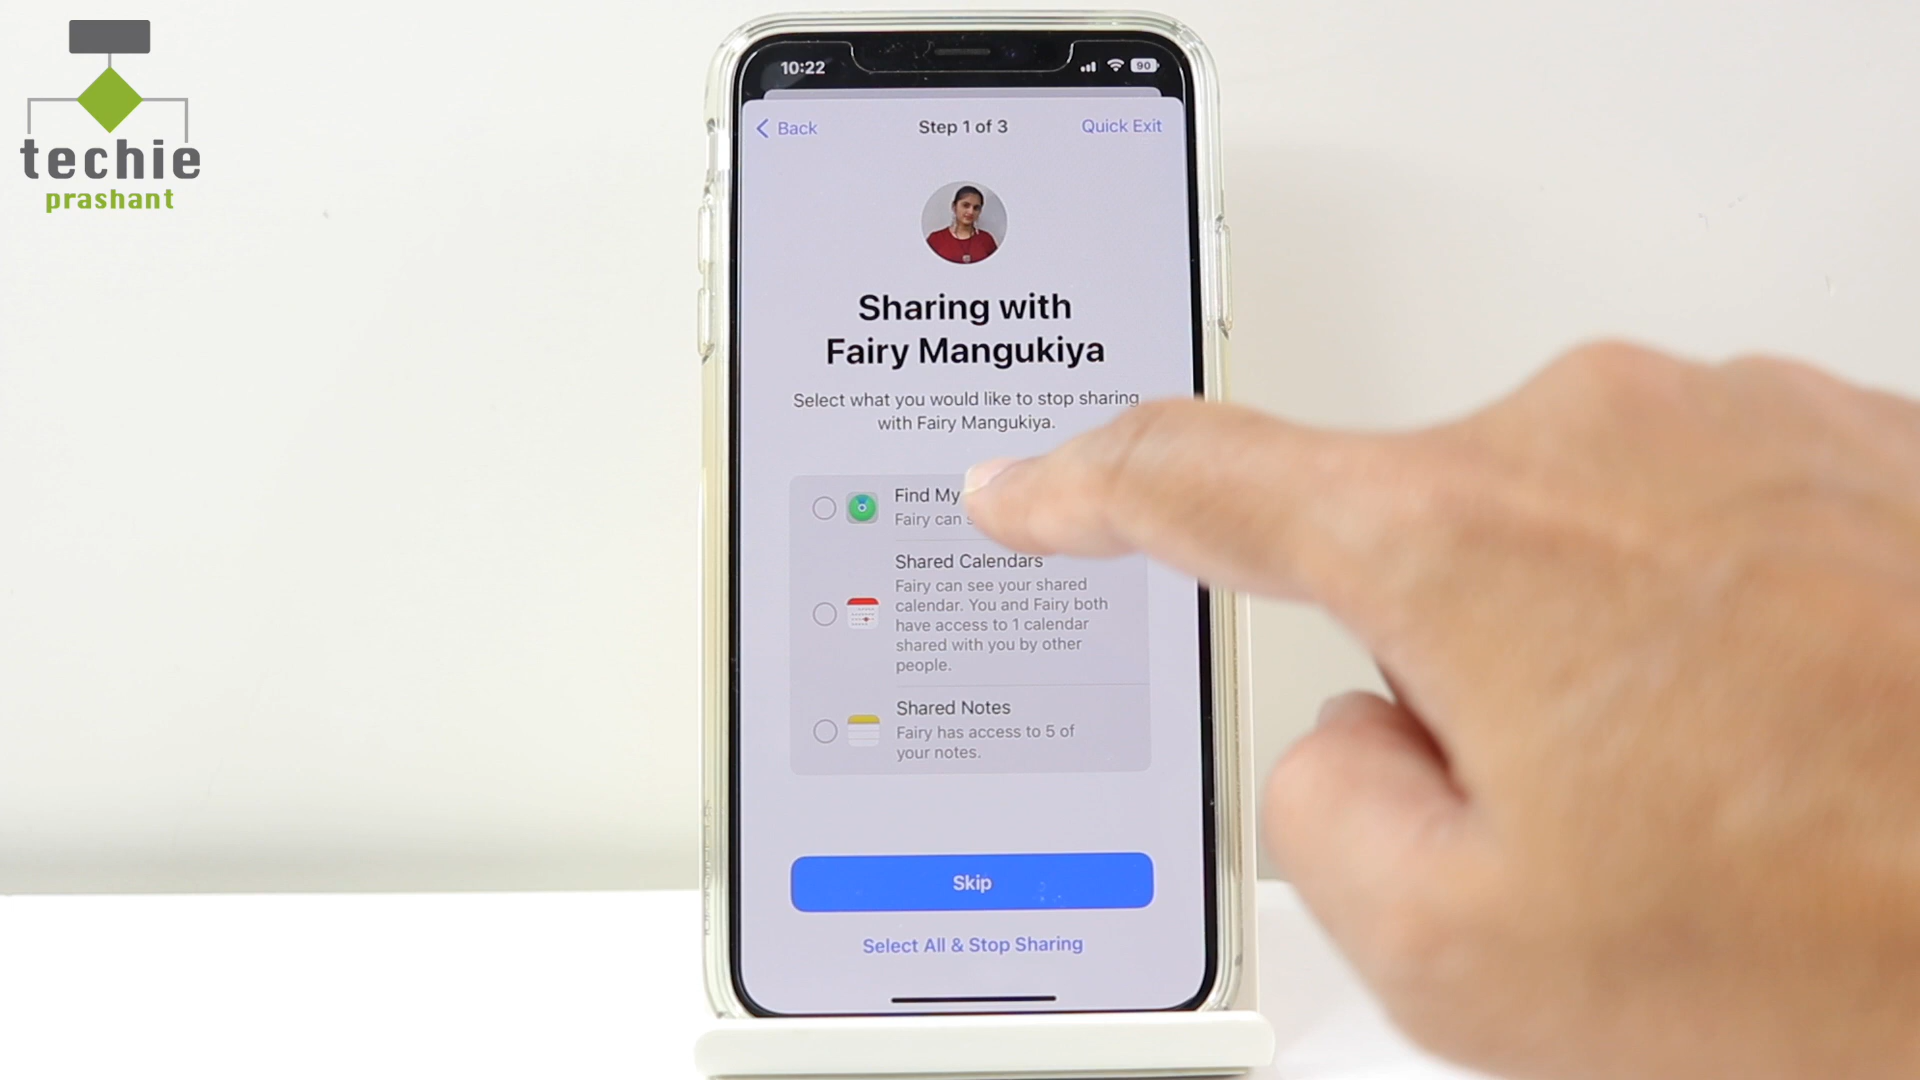 techie
prashant
10:22
90
Back
Step 1 of 3
Quick Exit
Sharing with
Fairy Mangukiya
Select what you would like to stop sharing
with Fairy Mangukiya.
Find My
Fairy can
Shared Calendars
Fairy can see your shared
calendar. You and Fairy both
have access to 1 calendar
shared with you by other
people.
Shared Notes
Fairy has access to 5 of
your notes.
Skip
Select All & Stop Sharing